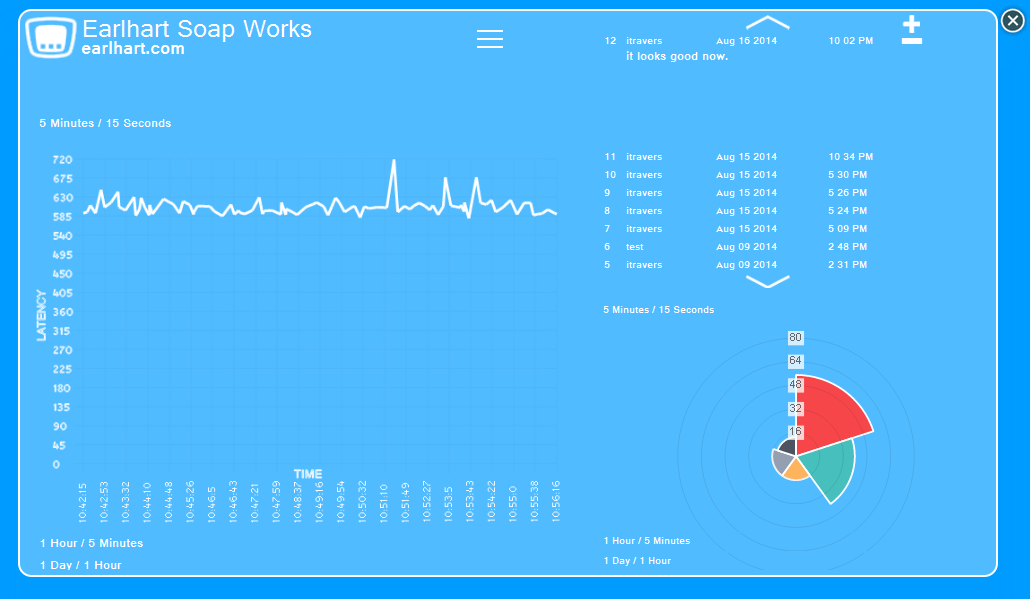 Earlhart Soap Works
earlhart.com
12 itravers Aug 16 2014 10 02 PM
it looks good now.
5 Minutes / 15 Seconds
720
675
630
585
540
495
450
405
360
315
270
225
180
135
90
45
0
LATENCY
TIME
10:42:15
10:42:53
10:43:32
10:44:10
10:44:48
10:45:26
10:46:5
10:46:43
10:47:21
10:47:59
10:48:37
10:49:16
10:49:54
10:50:32
10:51:10
10:51:49
10:52:27
10:53:5
10:53:43
10:54:22
10:55:0
10:55:38
10:56:16
1 Hour / 5 Minutes
1 Day / 1 Hour
11 itravers Aug 15 2014 10 34 PM
10 itravers Aug 15 2014 5 30 PM
9 itravers Aug 15 2014 5 26 PM
8 itravers Aug 15 2014 5 24 PM
7 itravers Aug 15 2014 5 09 PM
6 test Aug 09 2014 2 48 PM
5 itravers Aug 09 2014 2 31 PM
5 Minutes / 15 Seconds
80
64
48
32
16
1 Hour / 5 Minutes
1 Day / 1 Hour